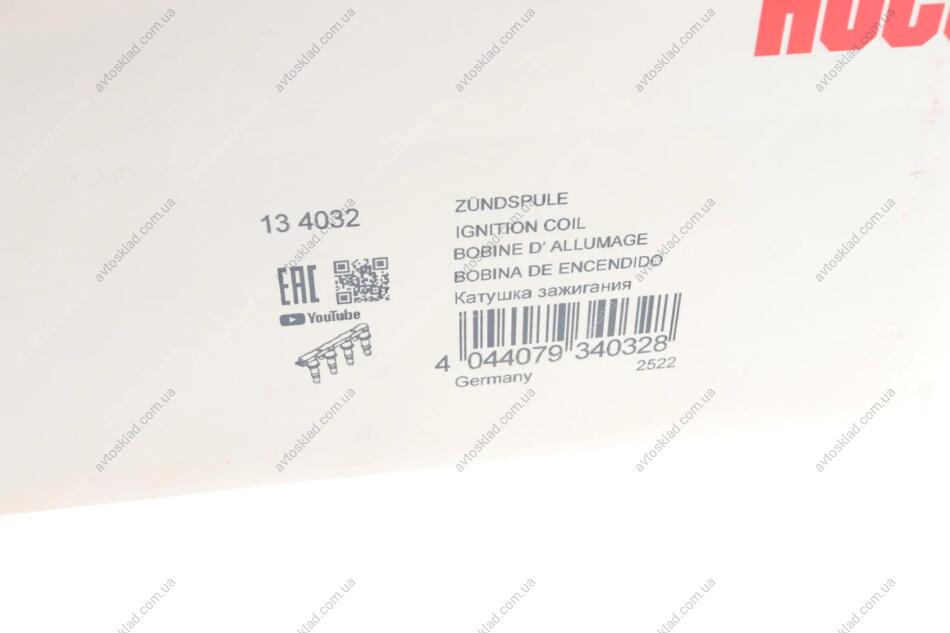 13 4032
EAC
YouTube
ZÜNDSPULE
IGNITION COIL
BOBINE D' ALLUMAGE
BOBINA DE ENCENDIDO
Катушка зажигания
4 044079 340328
Germany
2522
avtosklad.com.ua